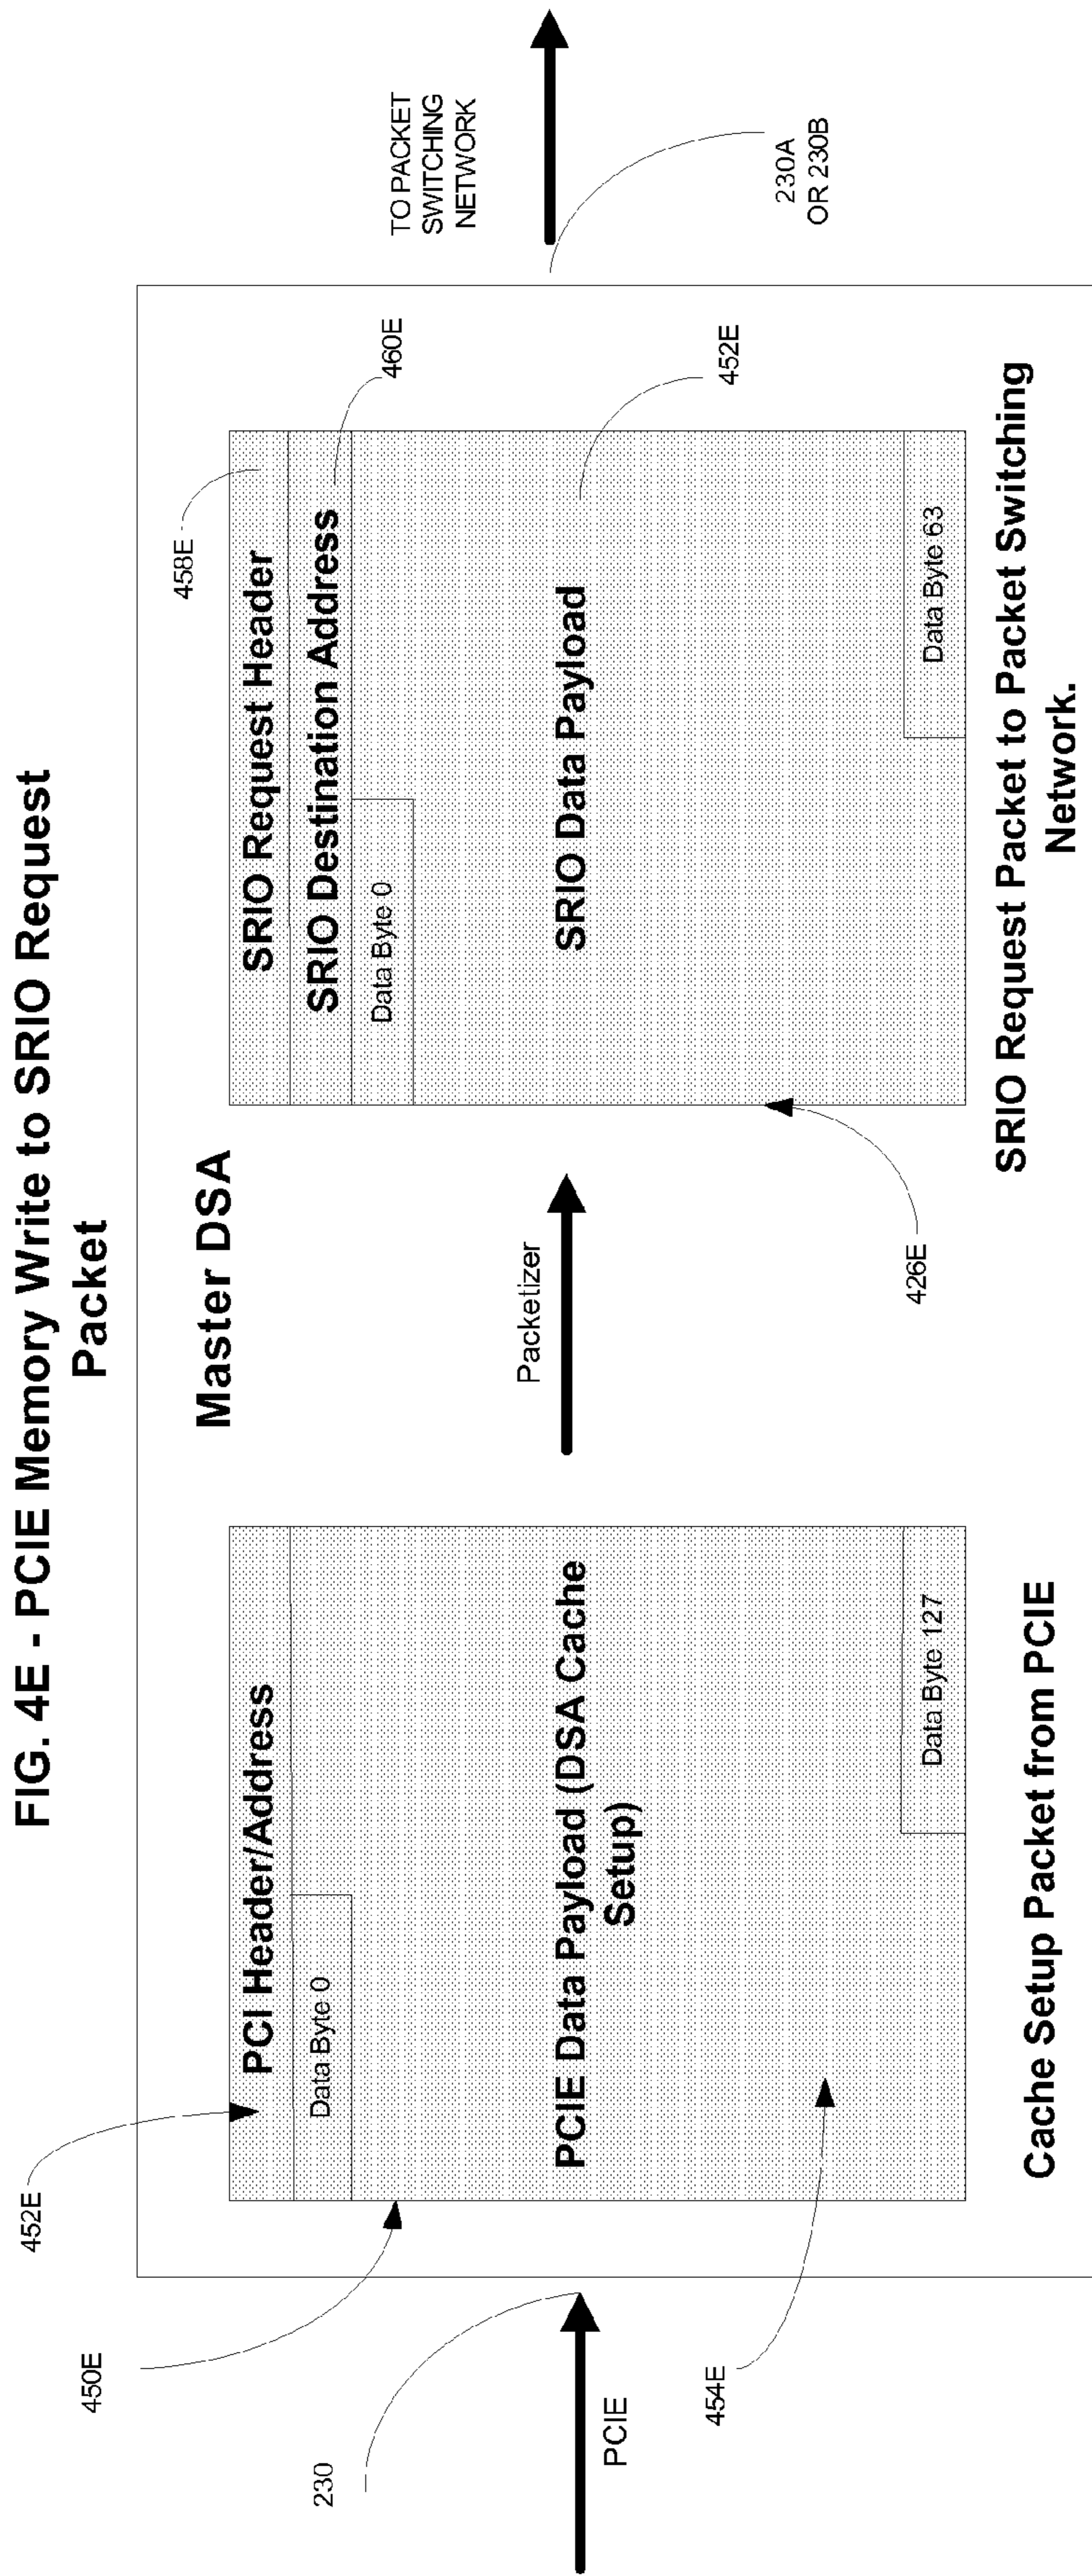 FIG. 4E - PCIE Memory Write to SRIO Request
Packet
Master DSA
452E
450E
230
PCIE
454E
PCI Header/Address
Data Byte 0
PCIE Data Payload (DSA Cache
Setup)
Data Byte 127
Cache Setup Packet from PCIE
Packetizer
426E
458E
SRIO Request Header
SRIO Destination Address
Data Byte 0
SRIO Data Payload
Data Byte 63
460E
452E
SRIO Request Packet to Packet Switching
Network.
TO PACKET
SWITCHING
NETWORK
230A
OR 230B